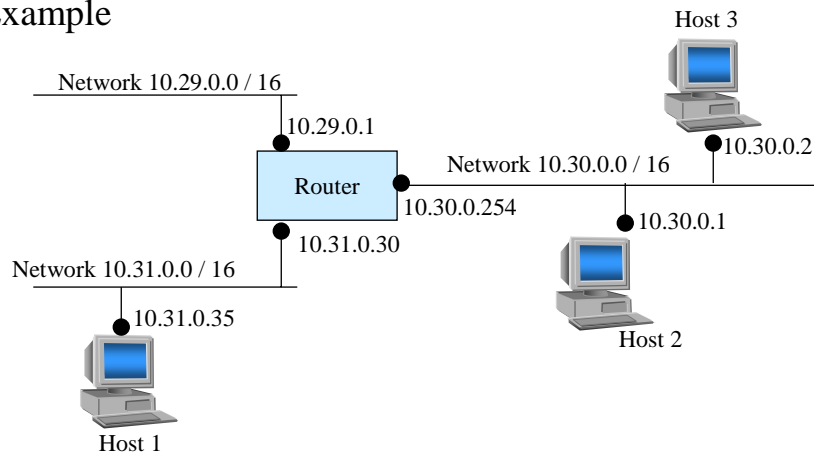 Example
Host 3
Network 10.29.0.0 / 16
10.29.0.1
10.30.0.2
Network 10.30.0.0 / 16
Router
10.30.0.254
10.30.0.1
10.31.0.30
Network 10.31.0.0 / 16
10.31.0.35
Host 2
Host 1